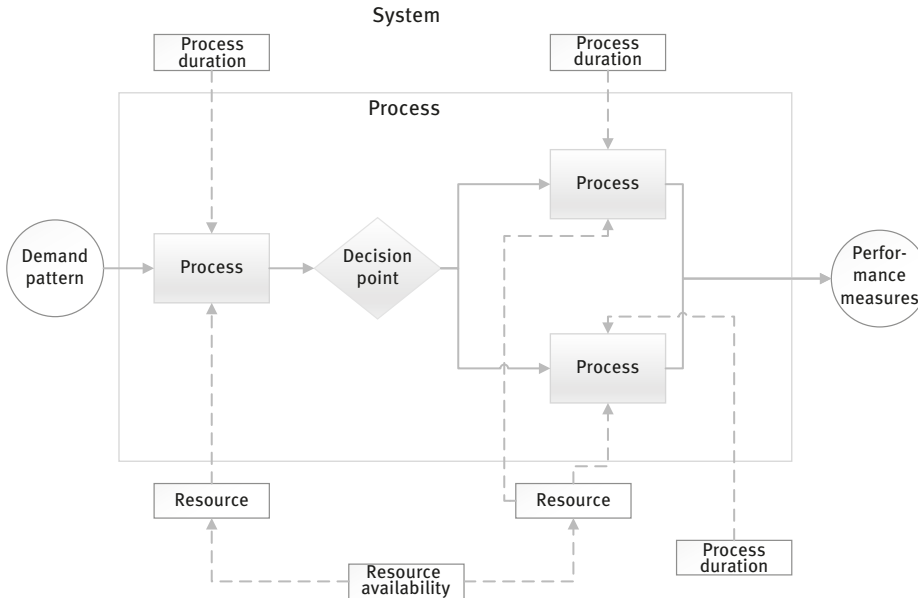 System
Process
duration
Process
duration
Process
Process
Demand
pattern
Process
Decision
point
Perfor-
mance
measures
Process
Resource
Resource
Process
duration
Resource
availability